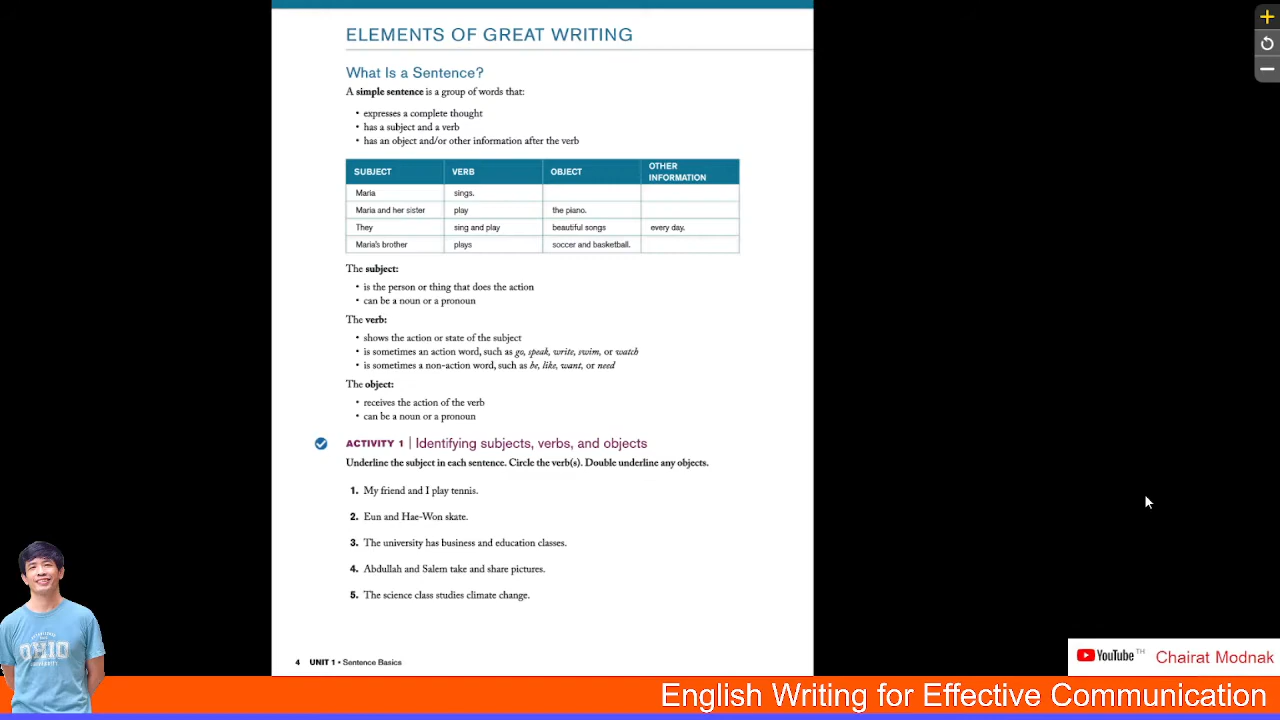 ELEMENTS OF GREAT WRITING
What Is a Sentence?
A simple sentence is a group of words that:
• expresses a complete thought
• has a subject and a verb
• has an object and/or other information after the verb
SUBJECT VERB OBJECT OTHER INFORMATION
Maria sings.
Maria and her sister play the piano.
They sing and play beautiful songs every day.
Maria's brother plays soccer and basketball.
The subject:
• is the person or thing that does the action
• can be a noun or a pronoun
The verb:
• shows the action or state of the subject
• is sometimes an action word, such as go, speak, write, swim, or watch
• is sometimes a non-action word, such as be, like, want, or need
The object:
• receives the action of the verb
• can be a noun or a pronoun
ACTIVITY 1 | Identifying subjects, verbs, and objects
Underline the subject in each sentence. Circle the verb(s). Double underline any objects.
1. My friend and I play tennis.
2. Eun and Hae-Won skate.
3. The university has business and education classes.
4. Abdullah and Salem take and share pictures.
5. The science class studies climate change.
4 UNIT 1 • Sentence Basics
OHIO
UNIVERSITY
YouTube TH Chairat Modnak
English Writing for Effective Communication